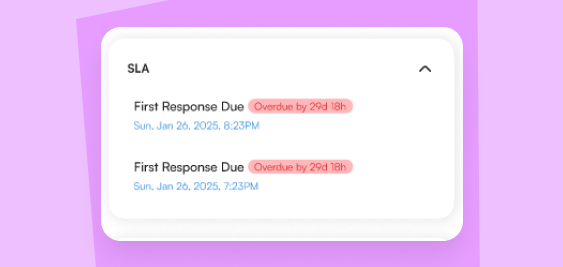 SLA
First Response Due Overdue by 29d 18h
Sun, Jan 26, 2025, 8:23PM
First Response Due Overdue by 29d 18h
Sun, Jan 26, 2025, 7:23PM